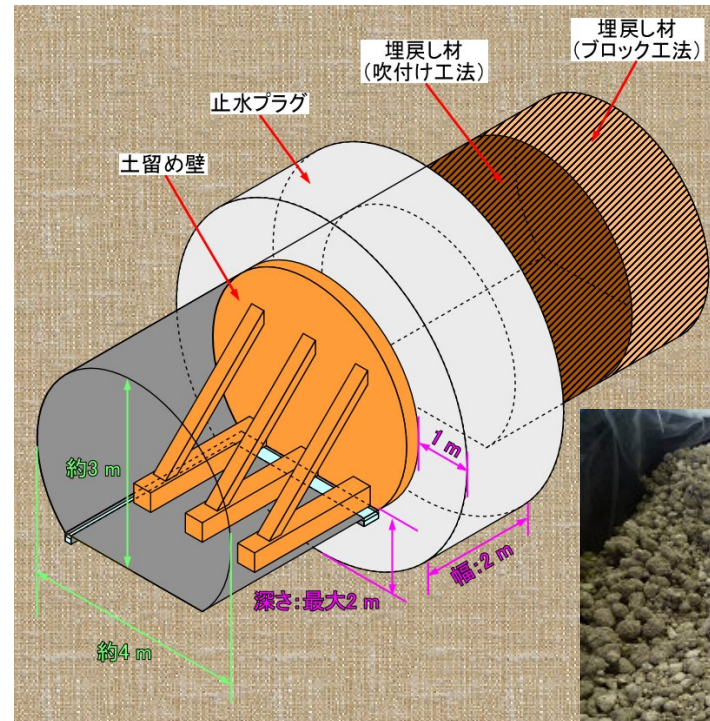 埋戻し材
(ブロック工法)
埋戻し材
(吹付け工法)
止水プラグ
土留め壁
1 m
約3 m
幅:2 m
深さ:最大2 m
約4 m